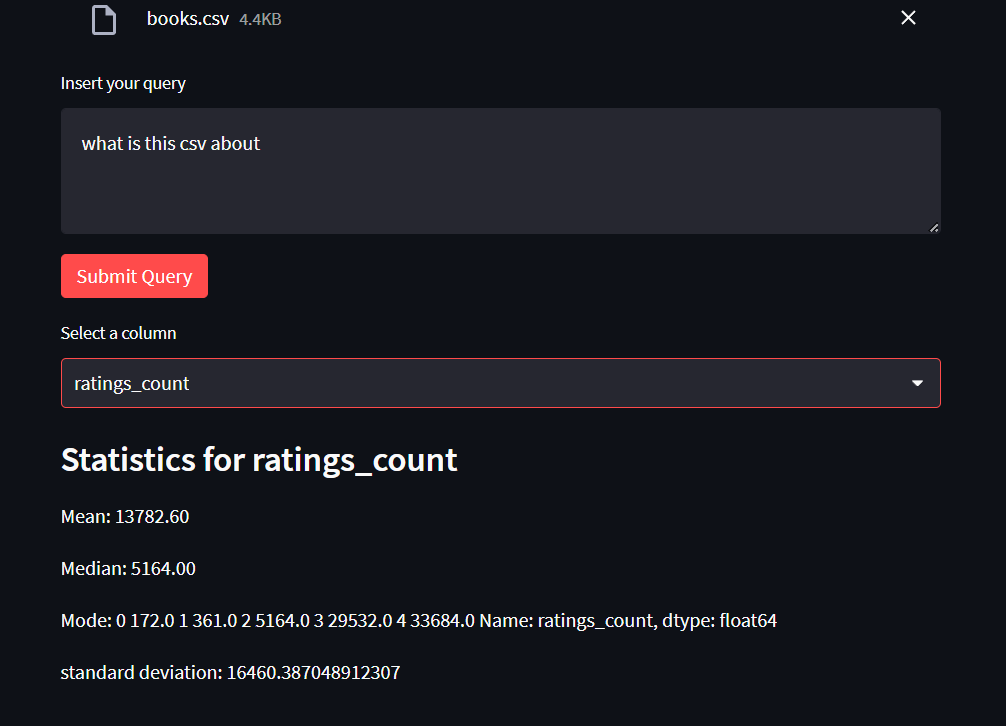 books.csv 4.4KB
Insert your query
what is this csv about
Submit Query
Select a column
ratings_count
Statistics for ratings_count
Mean: 13782.60
Median: 5164.00
Mode: 0 172.0 1 361.0 2 5164.0 3 29532.0 4 33684.0 Name: ratings_count, dtype: float64
standard deviation: 16460.387048912307